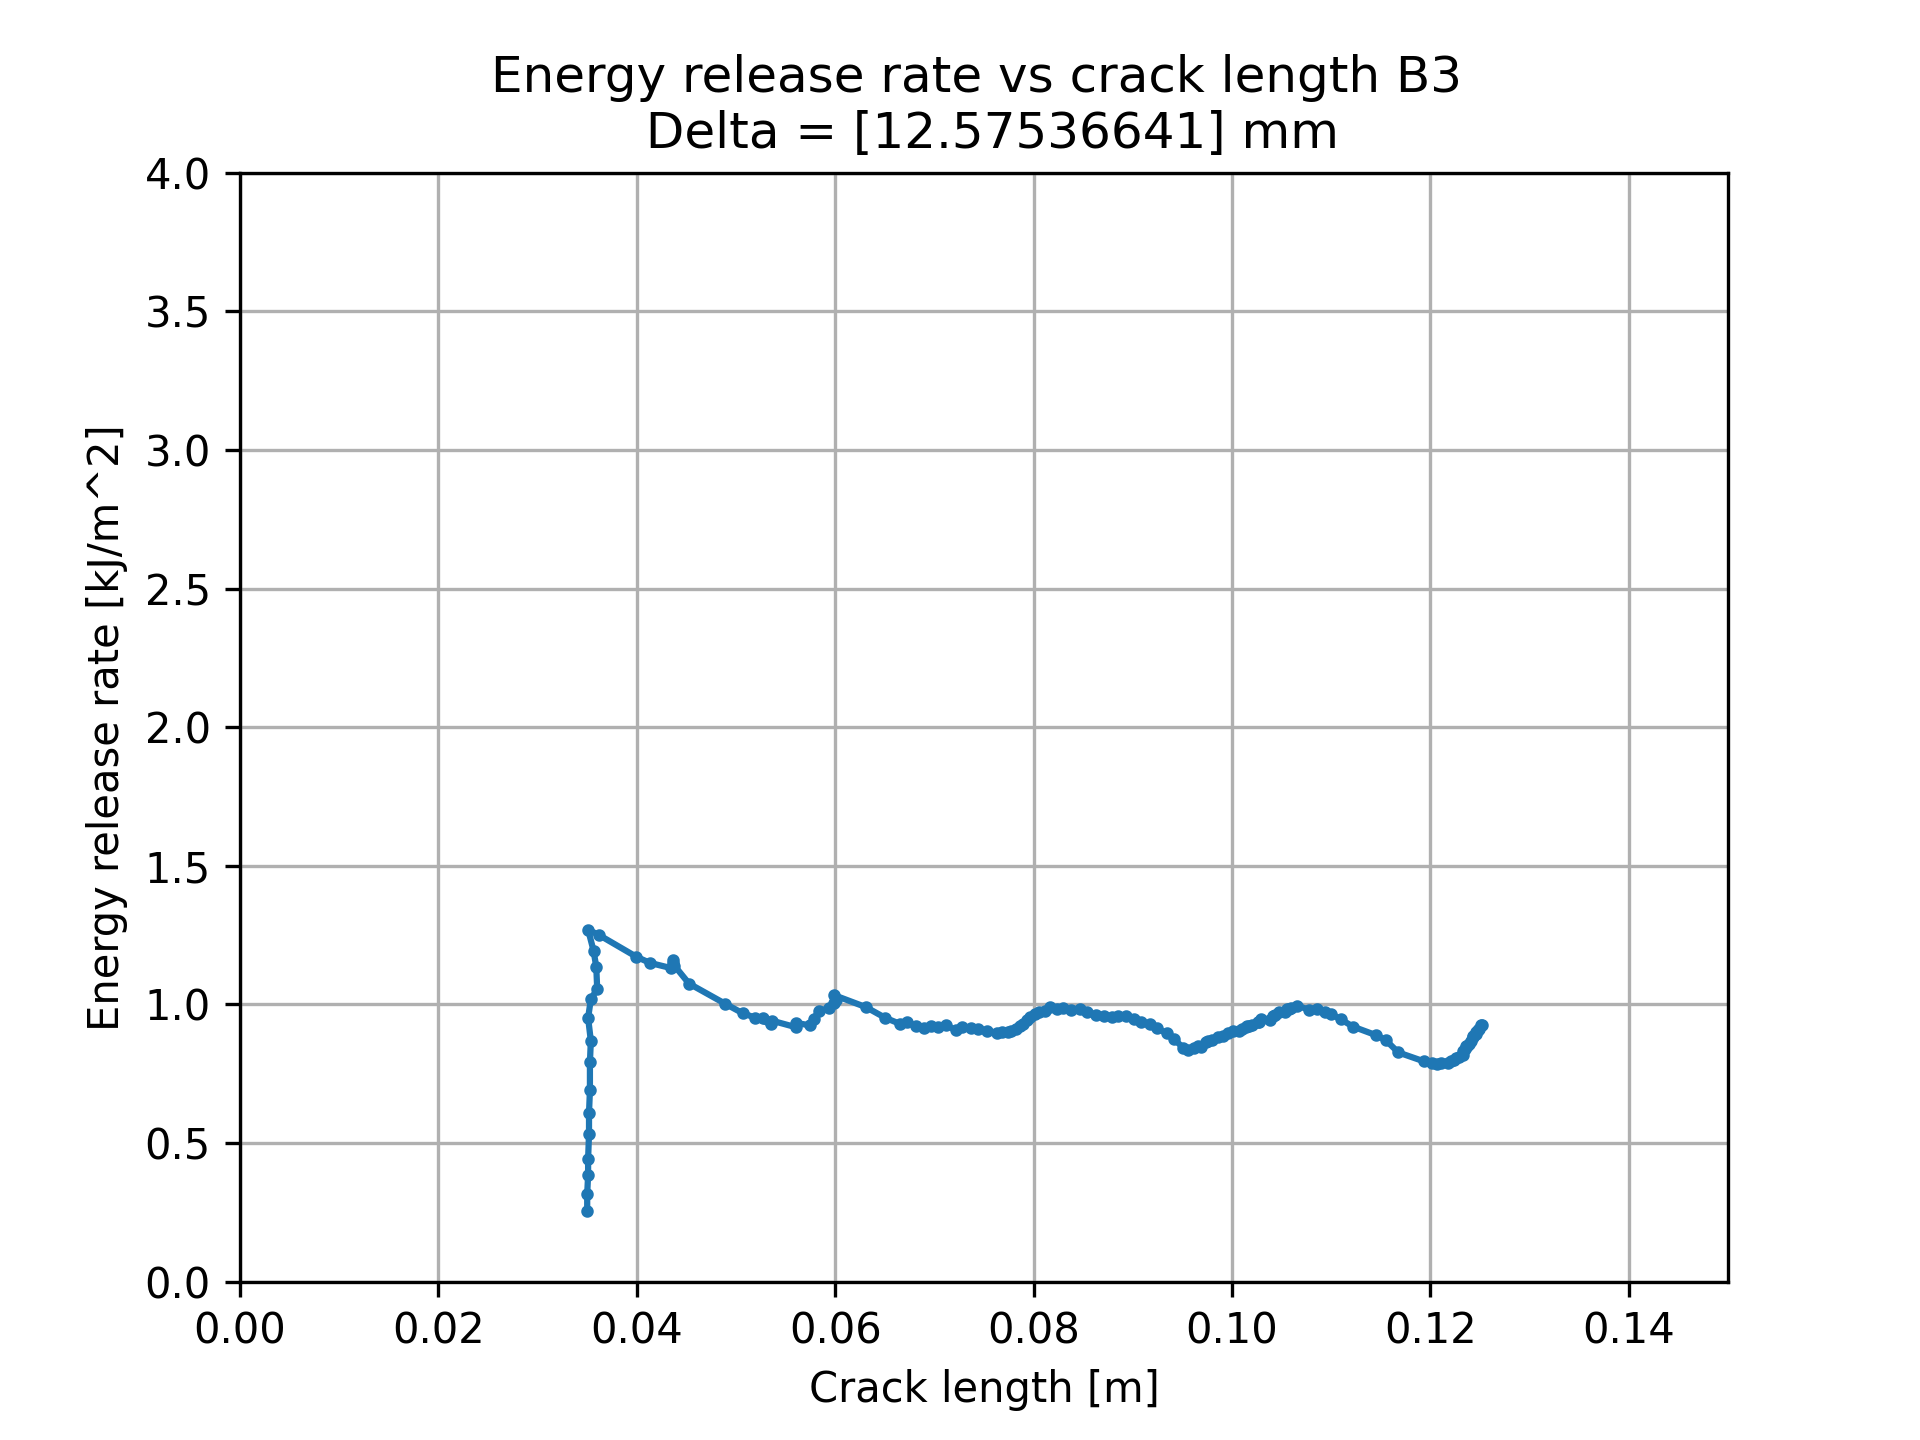 Energy release rate vs crack length B3
Delta = [12.57536641] mm
4.0
3.5
3.0
2.5
2.0
1.5
1.0
0.5
0.0
Energy release rate [kJ/m^2]
0.00 0.02 0.04 0.06 0.08 0.10 0.12 0.14
Crack length [m]